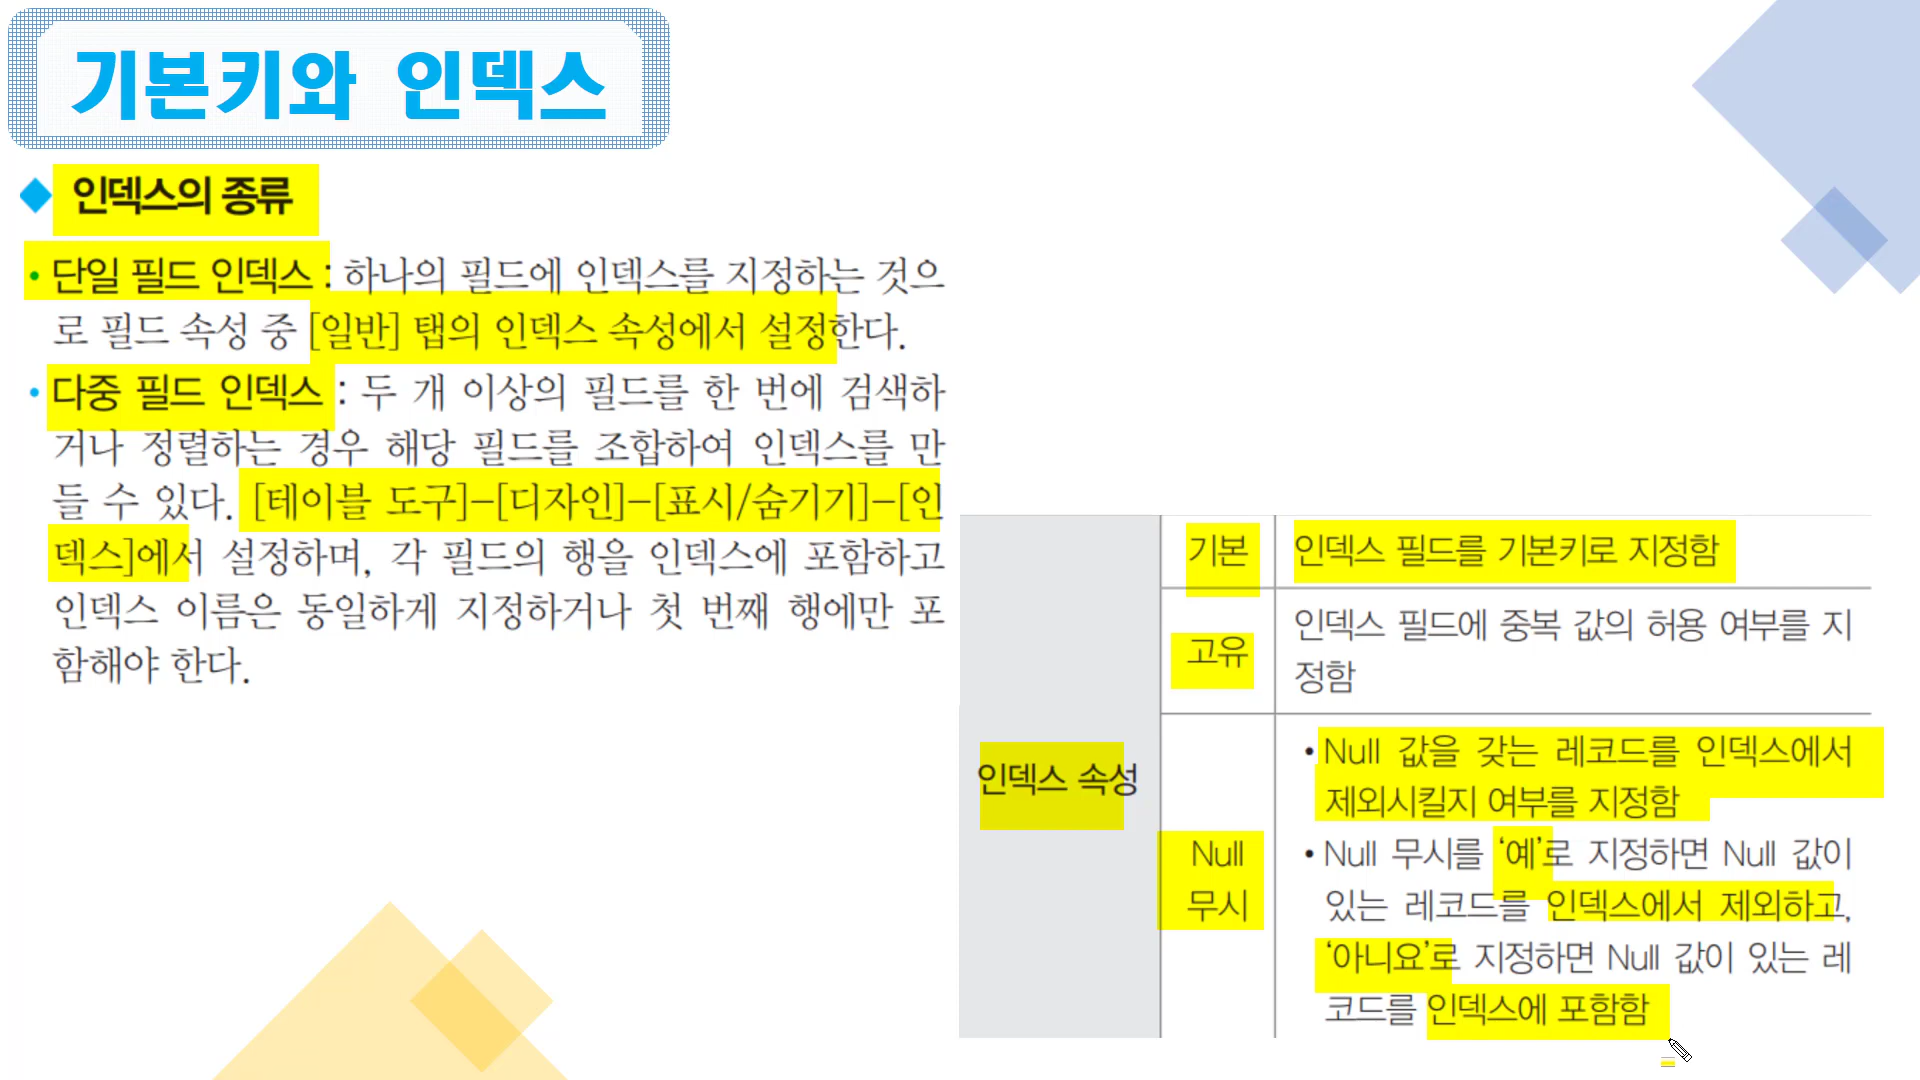 기본키와 인덱스
◆ 인덱스의 종류
• 단일 필드 인덱스 : 하나의 필드에 인덱스를 지정하는 것으
로 필드 속성 중 [일반] 탭의 인덱스 속성에서 설정한다.
• 다중 필드 인덱스 : 두 개 이상의 필드를 한 번에 검색하
거나 정렬하는 경우 해당 필드를 조합하여 인덱스를 만
들 수 있다. [테이블 도구]-[디자인]-[표시/숨기기]-[인
덱스]에서 설정하며, 각 필드의 행을 인덱스에 포함하고
인덱스 이름은 동일하게 지정하거나 첫 번째 행에만 포
함해야 한다.
인덱스 속성
기본
인덱스 필드를 기본키로 지정함
고유
인덱스 필드에 중복 값의 허용 여부를 지
정함
Null
무시
• Null 값을 갖는 레코드를 인덱스에서
제외시킬지 여부를 지정함
• Null 무시를 ‘예’로 지정하면 Null 값이
있는 레코드를 인덱스에서 제외하고,
‘아니요’로 지정하면 Null 값이 있는 레
코드를 인덱스에 포함함